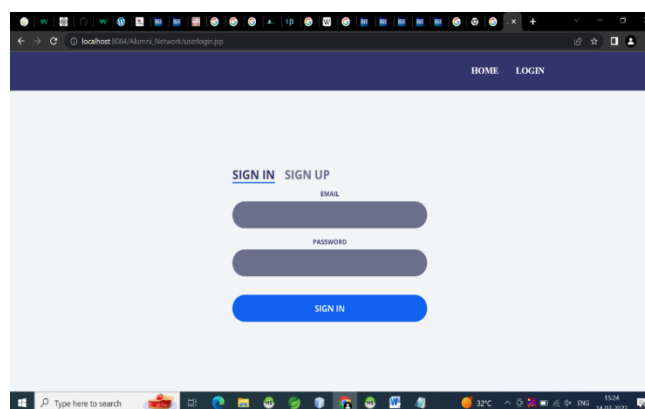 localhost:8084/Alumni_Network/userlogin.jsp
HOME LOGIN
SIGN IN SIGN UP
EMAIL
PASSWORD
SIGN IN
Type here to search
32°C ENG 15:24